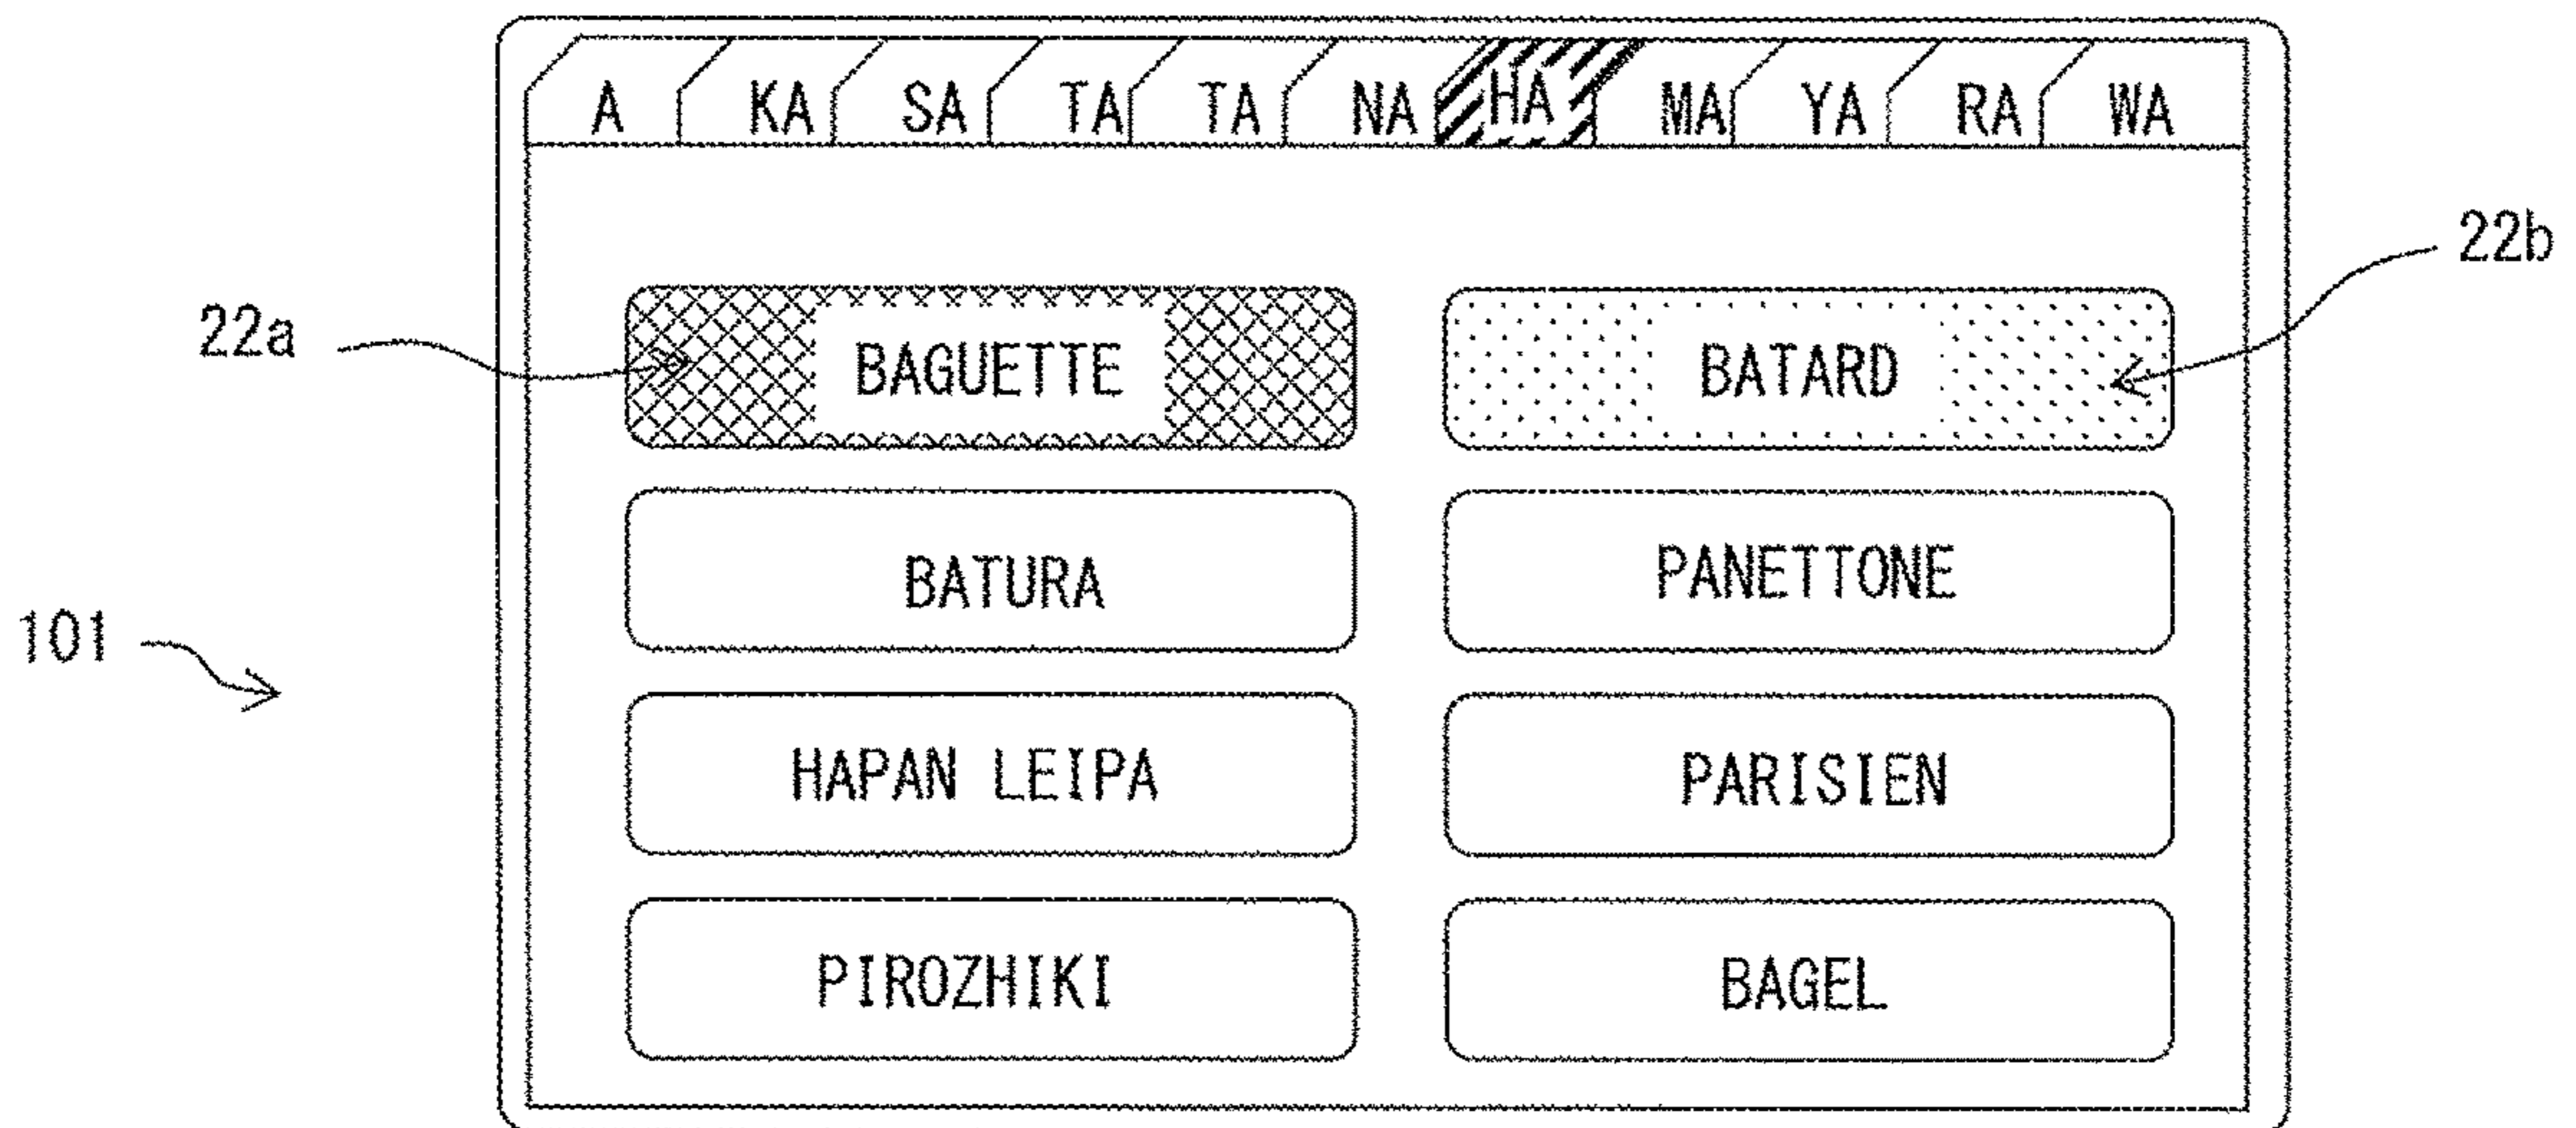 A KA SA TA TA NA HA MA YA RA WA
22b
22a
BAGUETTE BATARD
BATURA PANETTONE
101
HAPAN LEIPA PARISIEN
PIROZHIKI BAGEL